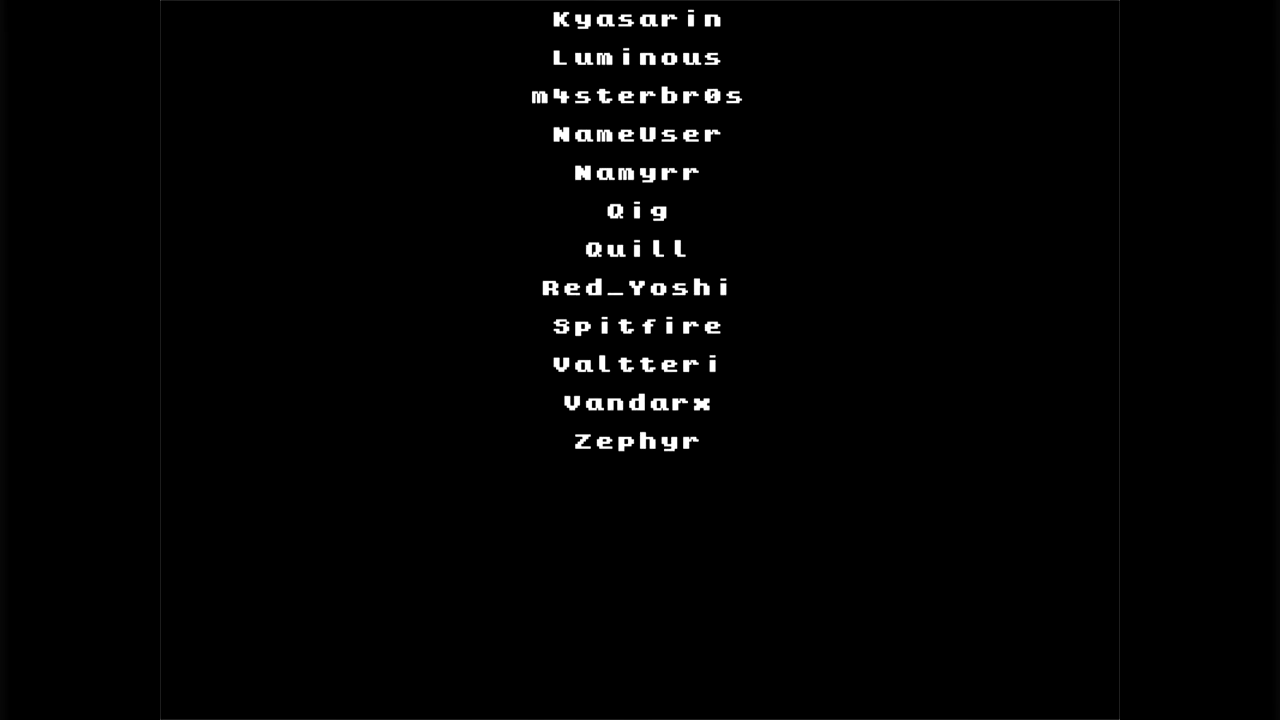 Kyasarin
Luminous
m4sterbr0s
NameUser
Namyrr
Qig
Quill
Red_Yoshi
Spitfire
Valtteri
Vandarx
Zephyr